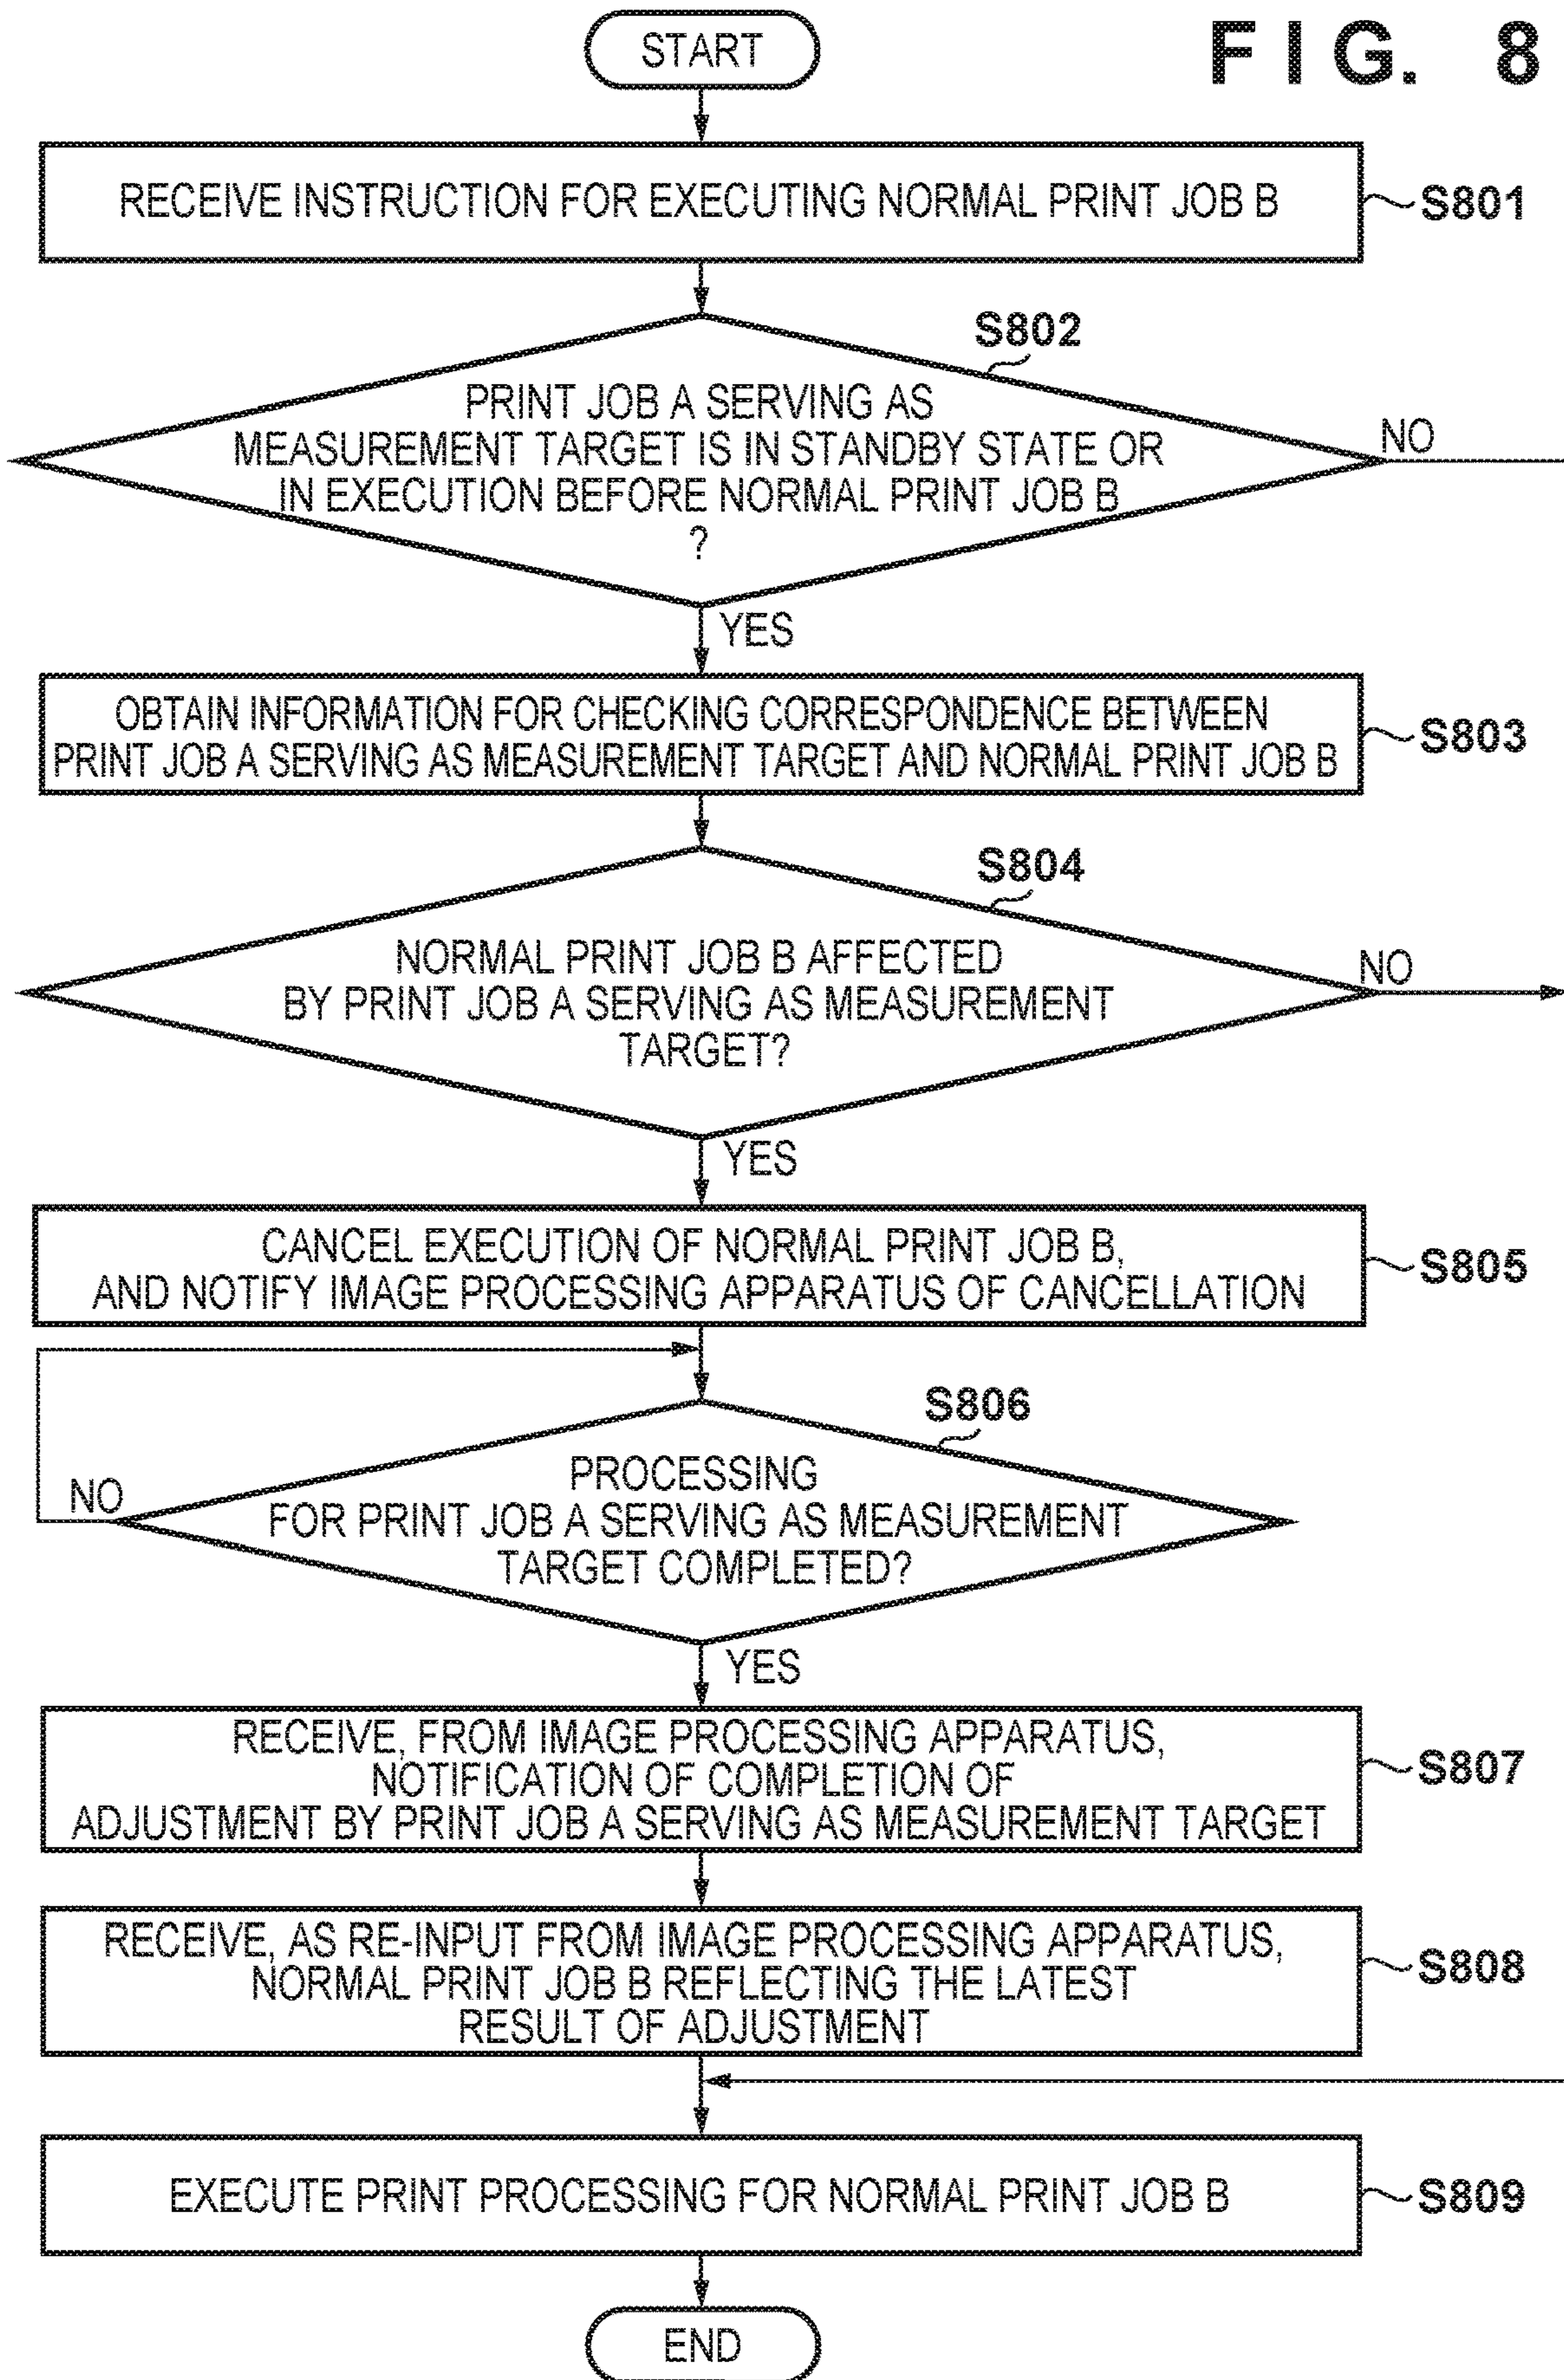 FIG. 8
START
RECEIVE INSTRUCTION FOR EXECUTING NORMAL PRINT JOB B
S801
S802
PRINT JOB A SERVING AS
MEASUREMENT TARGET IS IN STANDBY STATE OR
IN EXECUTION BEFORE NORMAL PRINT JOB B
?
NO
YES
OBTAIN INFORMATION FOR CHECKING CORRESPONDENCE BETWEEN
PRINT JOB A SERVING AS MEASUREMENT TARGET AND NORMAL PRINT JOB B
S803
S804
NORMAL PRINT JOB B AFFECTED
BY PRINT JOB A SERVING AS MEASUREMENT
TARGET?
NO
YES
CANCEL EXECUTION OF NORMAL PRINT JOB B,
AND NOTIFY IMAGE PROCESSING APPARATUS OF CANCELLATION
S805
S806
PROCESSING
FOR PRINT JOB A SERVING AS MEASUREMENT
TARGET COMPLETED?
NO
YES
RECEIVE, FROM IMAGE PROCESSING APPARATUS,
NOTIFICATION OF COMPLETION OF
ADJUSTMENT BY PRINT JOB A SERVING AS MEASUREMENT TARGET
S807
RECEIVE, AS RE-INPUT FROM IMAGE PROCESSING APPARATUS,
NORMAL PRINT JOB B REFLECTING THE LATEST
RESULT OF ADJUSTMENT
S808
EXECUTE PRINT PROCESSING FOR NORMAL PRINT JOB B
S809
END